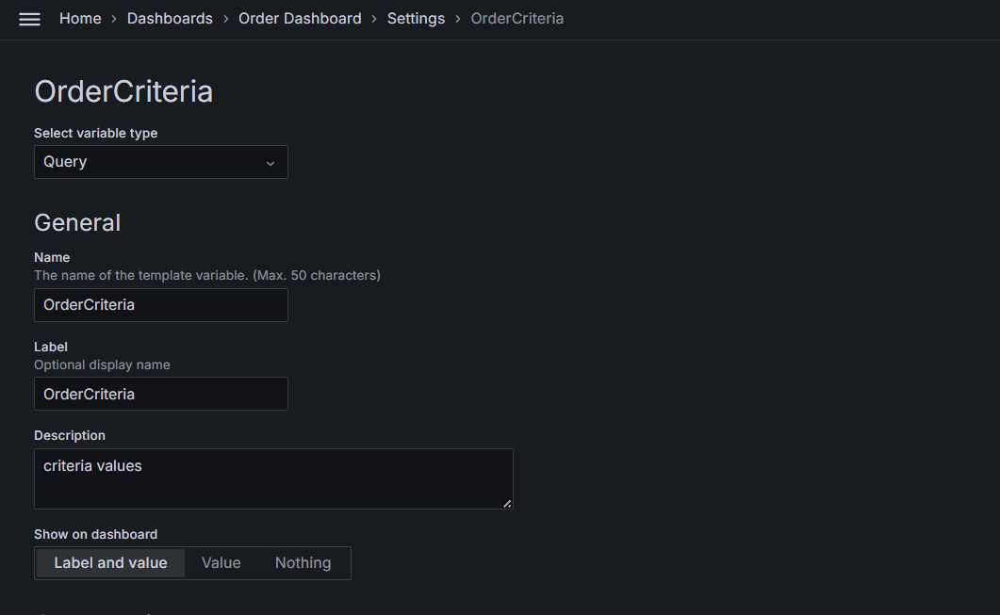 Home › Dashboards › Order Dashboard › Settings › OrderCriteria
OrderCriteria
Select variable type
Query
General
Name
The name of the template variable. (Max. 50 characters)
OrderCriteria
Label
Optional display name
OrderCriteria
Description
criteria values
Show on dashboard
Label and value Value Nothing